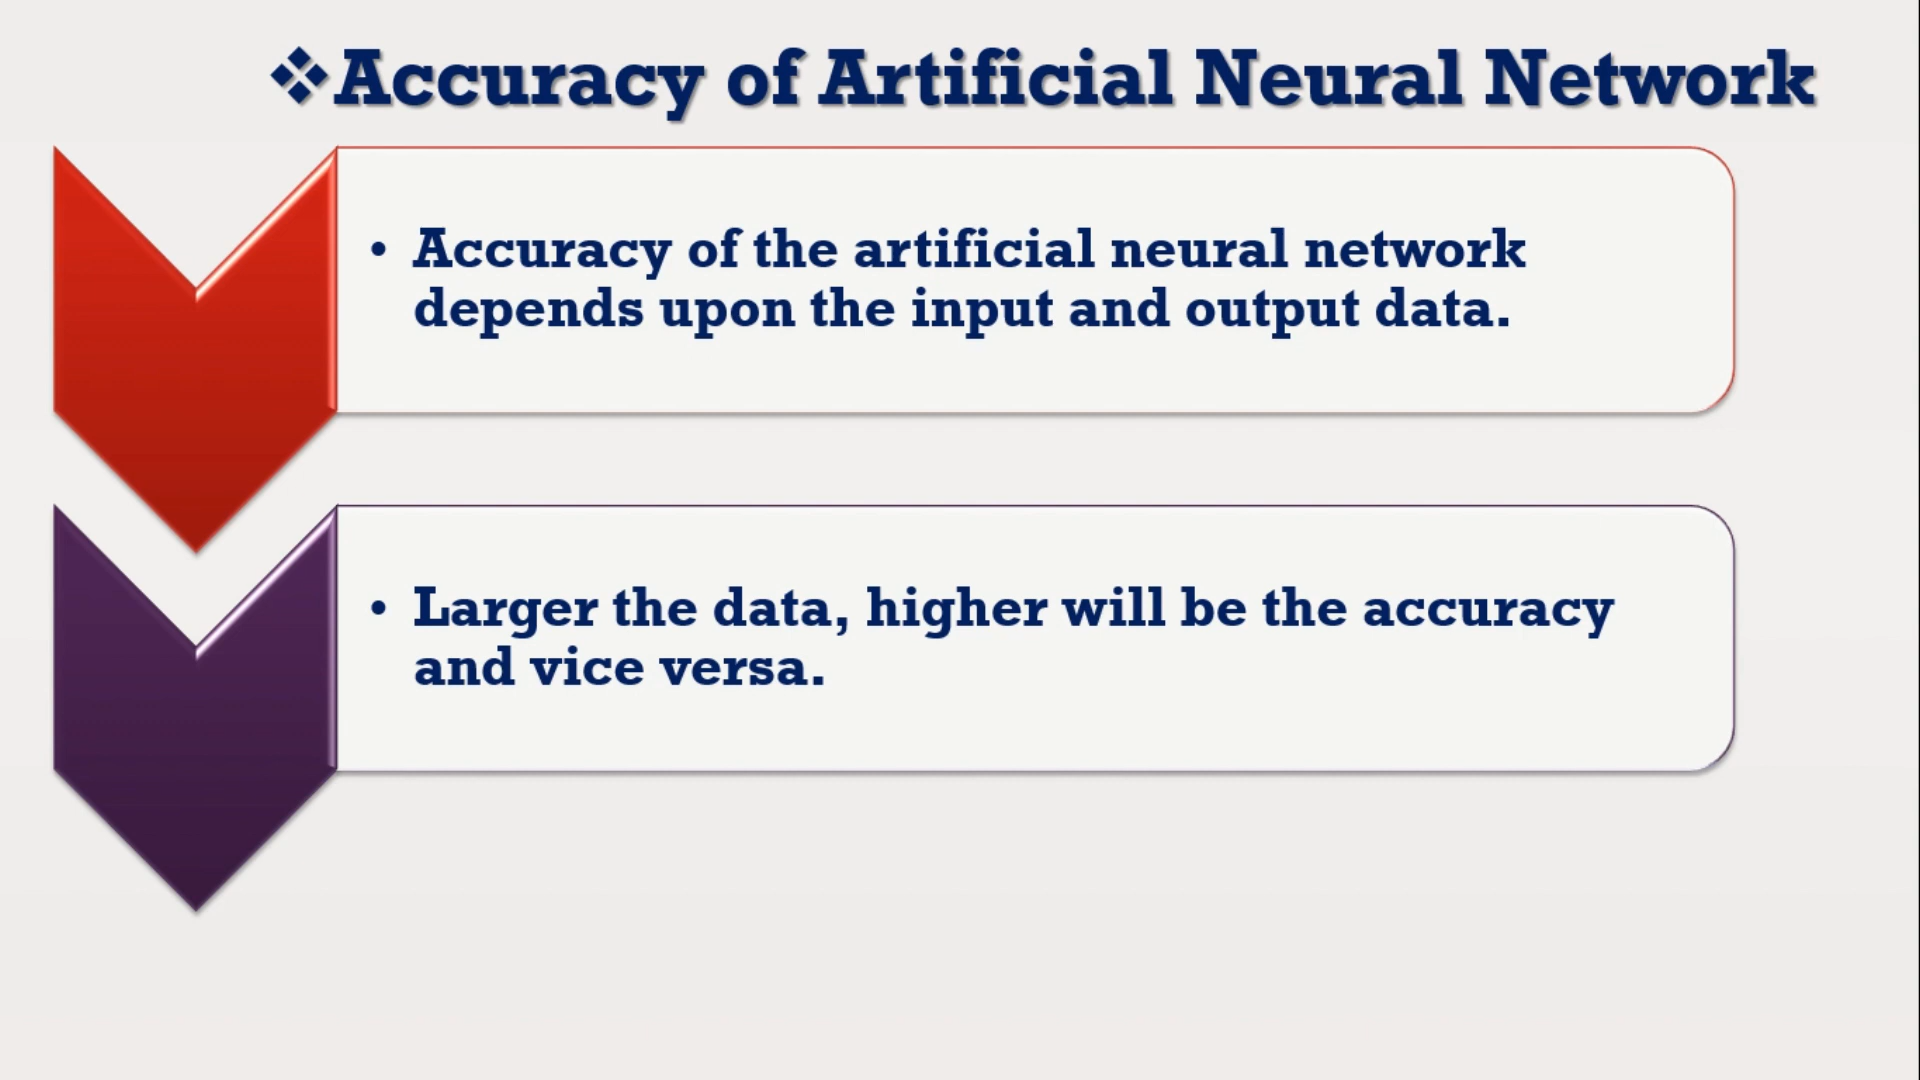 ❖Accuracy of Artificial Neural Network
• Accuracy of the artificial neural network
depends upon the input and output data.
• Larger the data, higher will be the accuracy
and vice versa.